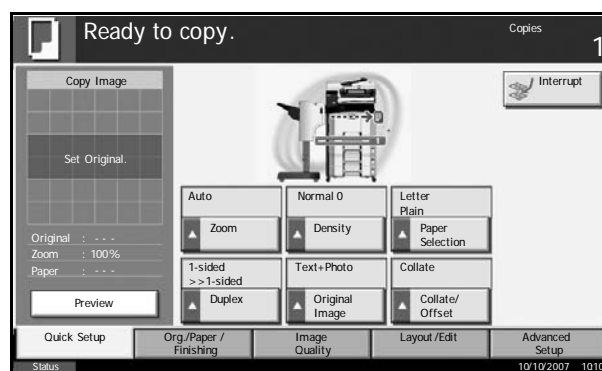 Ready to copy.
Copies
1
Copy Image
Set Original.
Original : - - -
Zoom : 100%
Paper : - - -
Preview
Interrupt
Auto
Zoom
Normal 0
Density
Letter
Plain
Paper
Selection
1-sided
>>1-sided
Duplex
Text+Photo
Original
Image
Collate
Collate/
Offset
Quick Setup
Org./Paper /
Finishing
Image
Quality
Layout /Edit
Advanced
Setup
Status
10/10/2007 1010